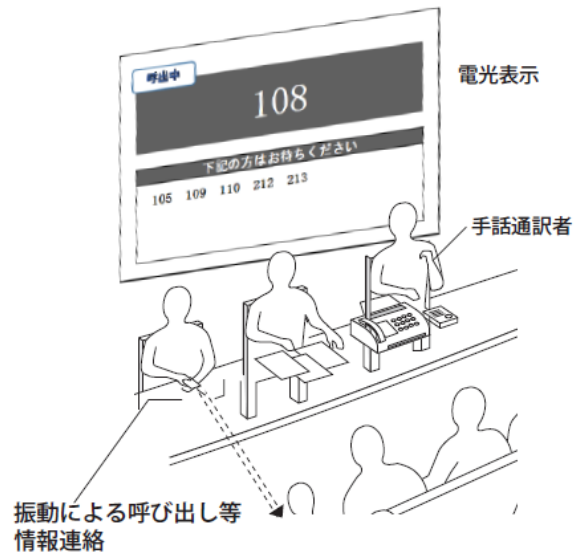 呼出中
108
下記の方はお待ちください
105 109 110 212 213
電光表示
手話通訳者
振動による呼び出し等
情報連絡